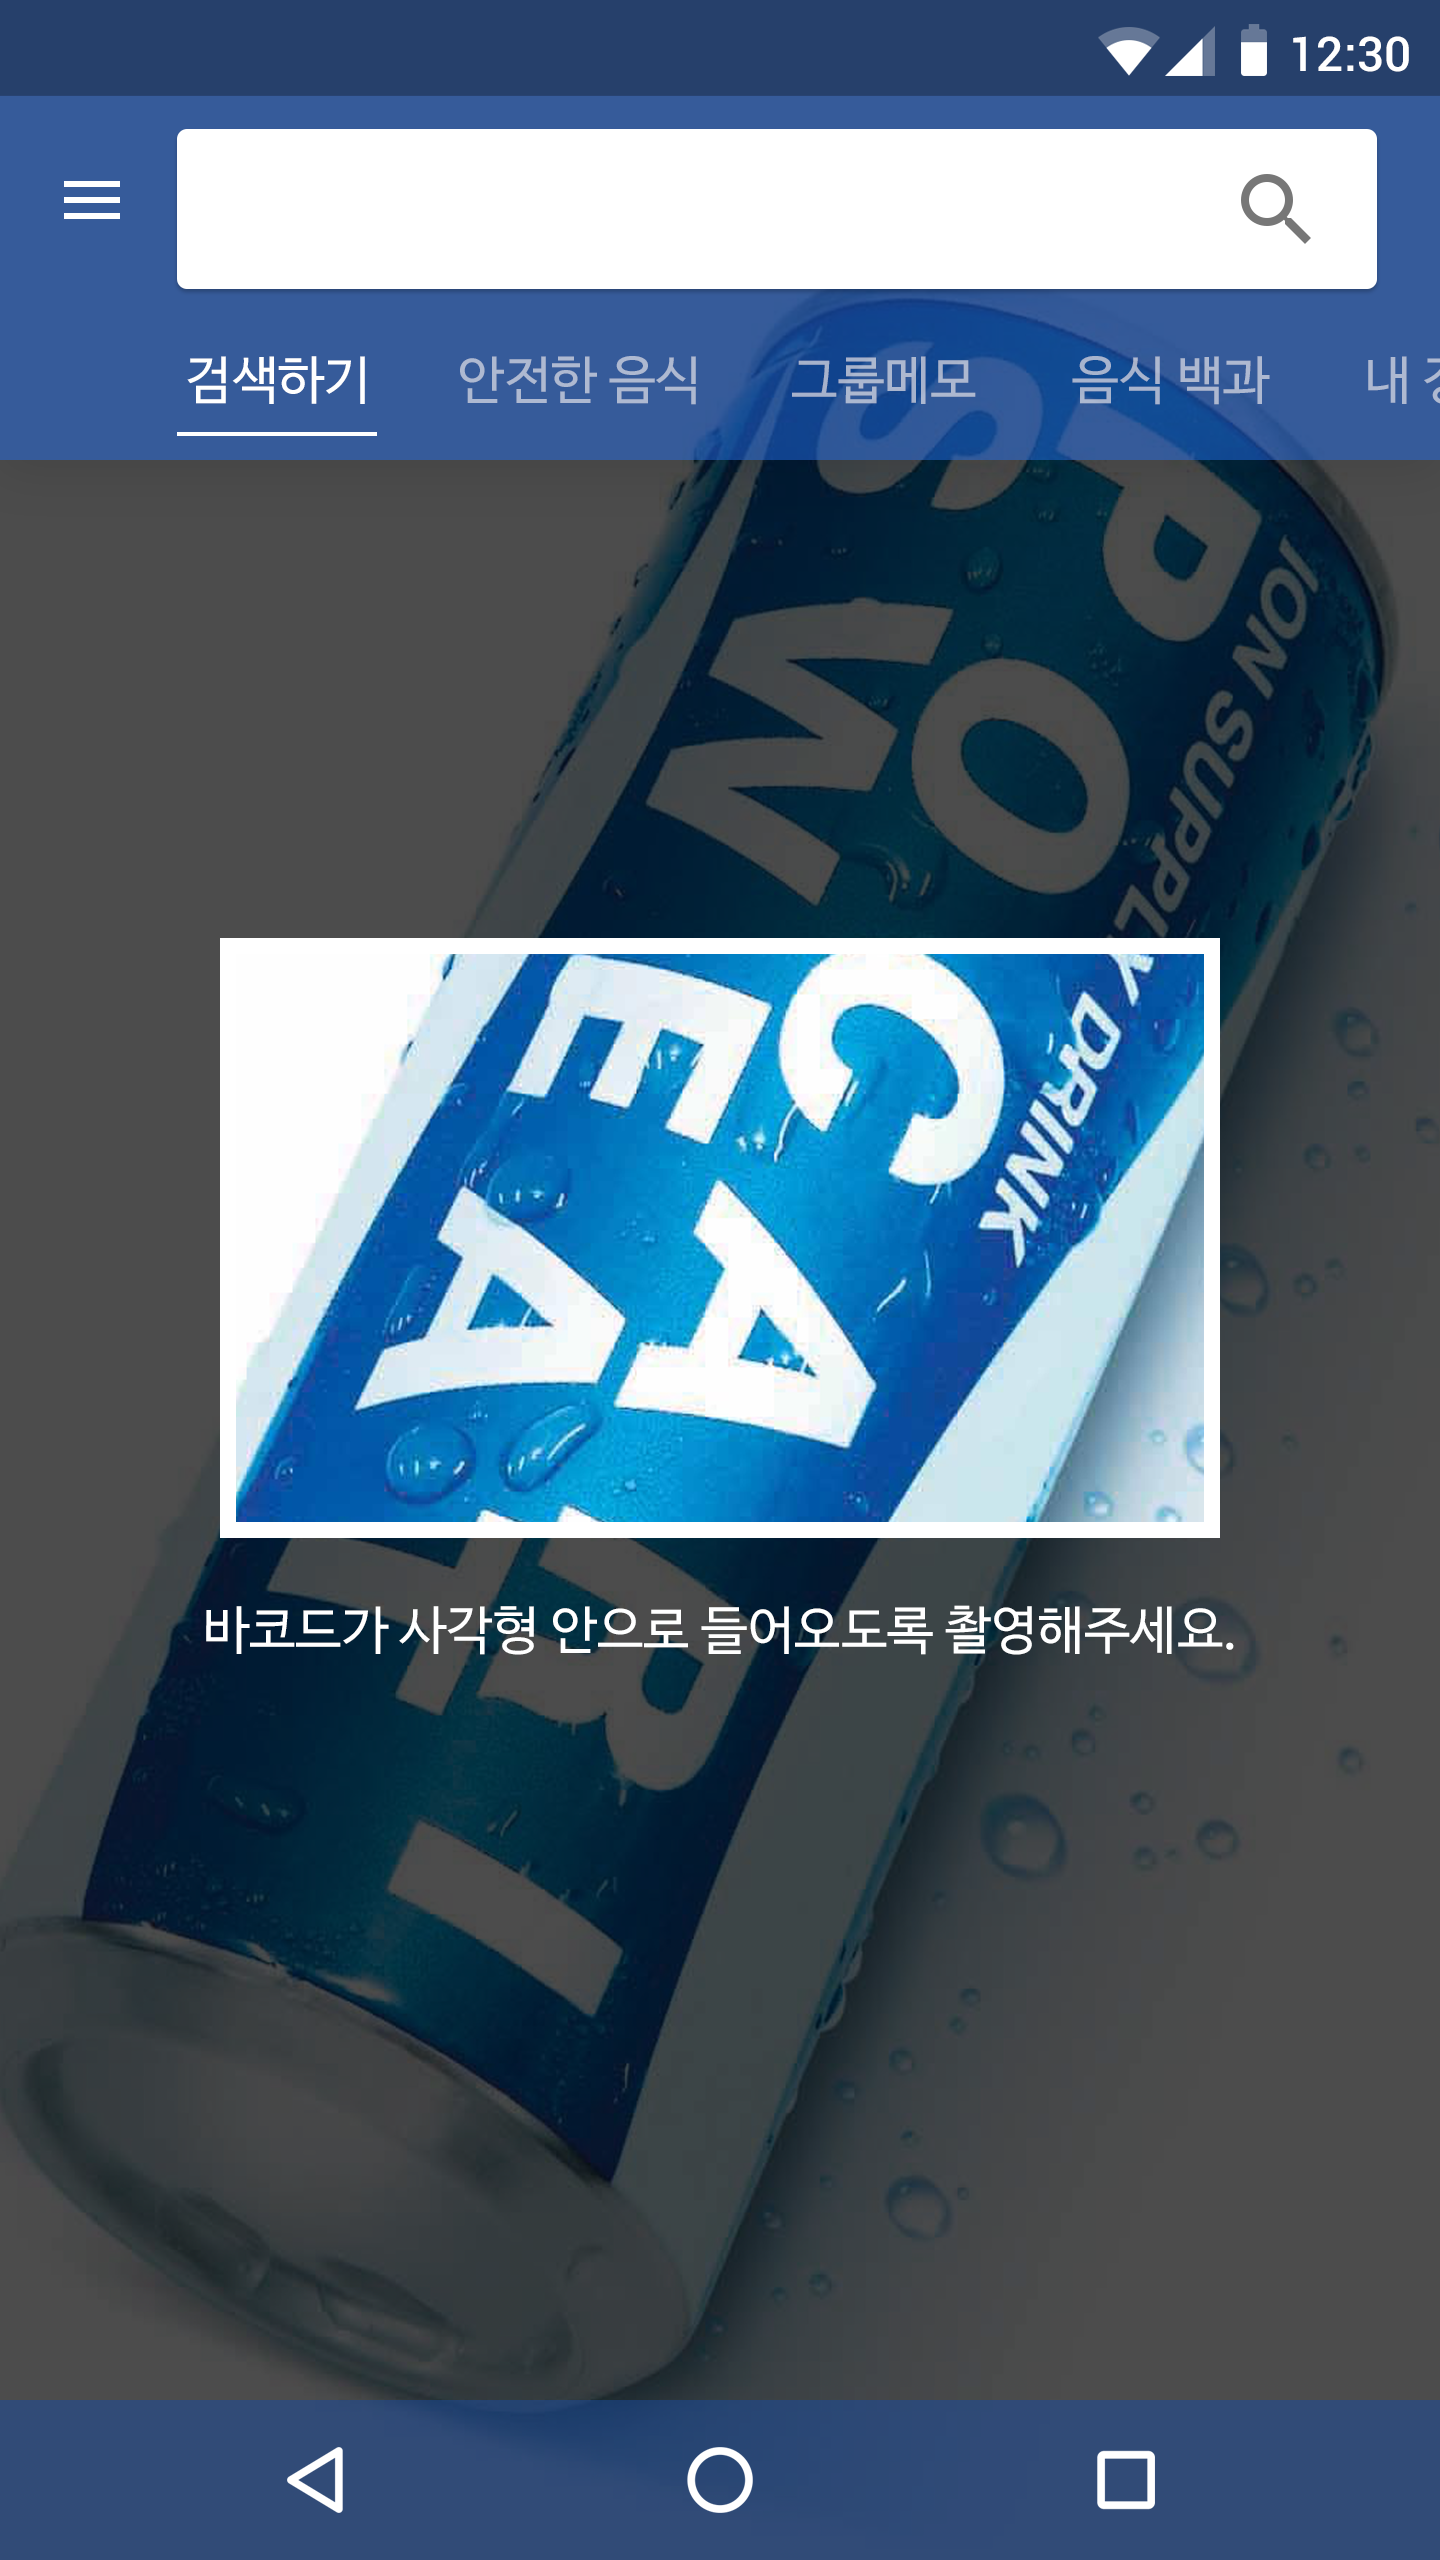 12:30
검색하기 안전한 음식 그룹메모 음식 백과 내
POCARI
SWEAT
ION SUPPLY DRINK
바코드가 사각형 안으로 들어오도록 촬영해주세요.